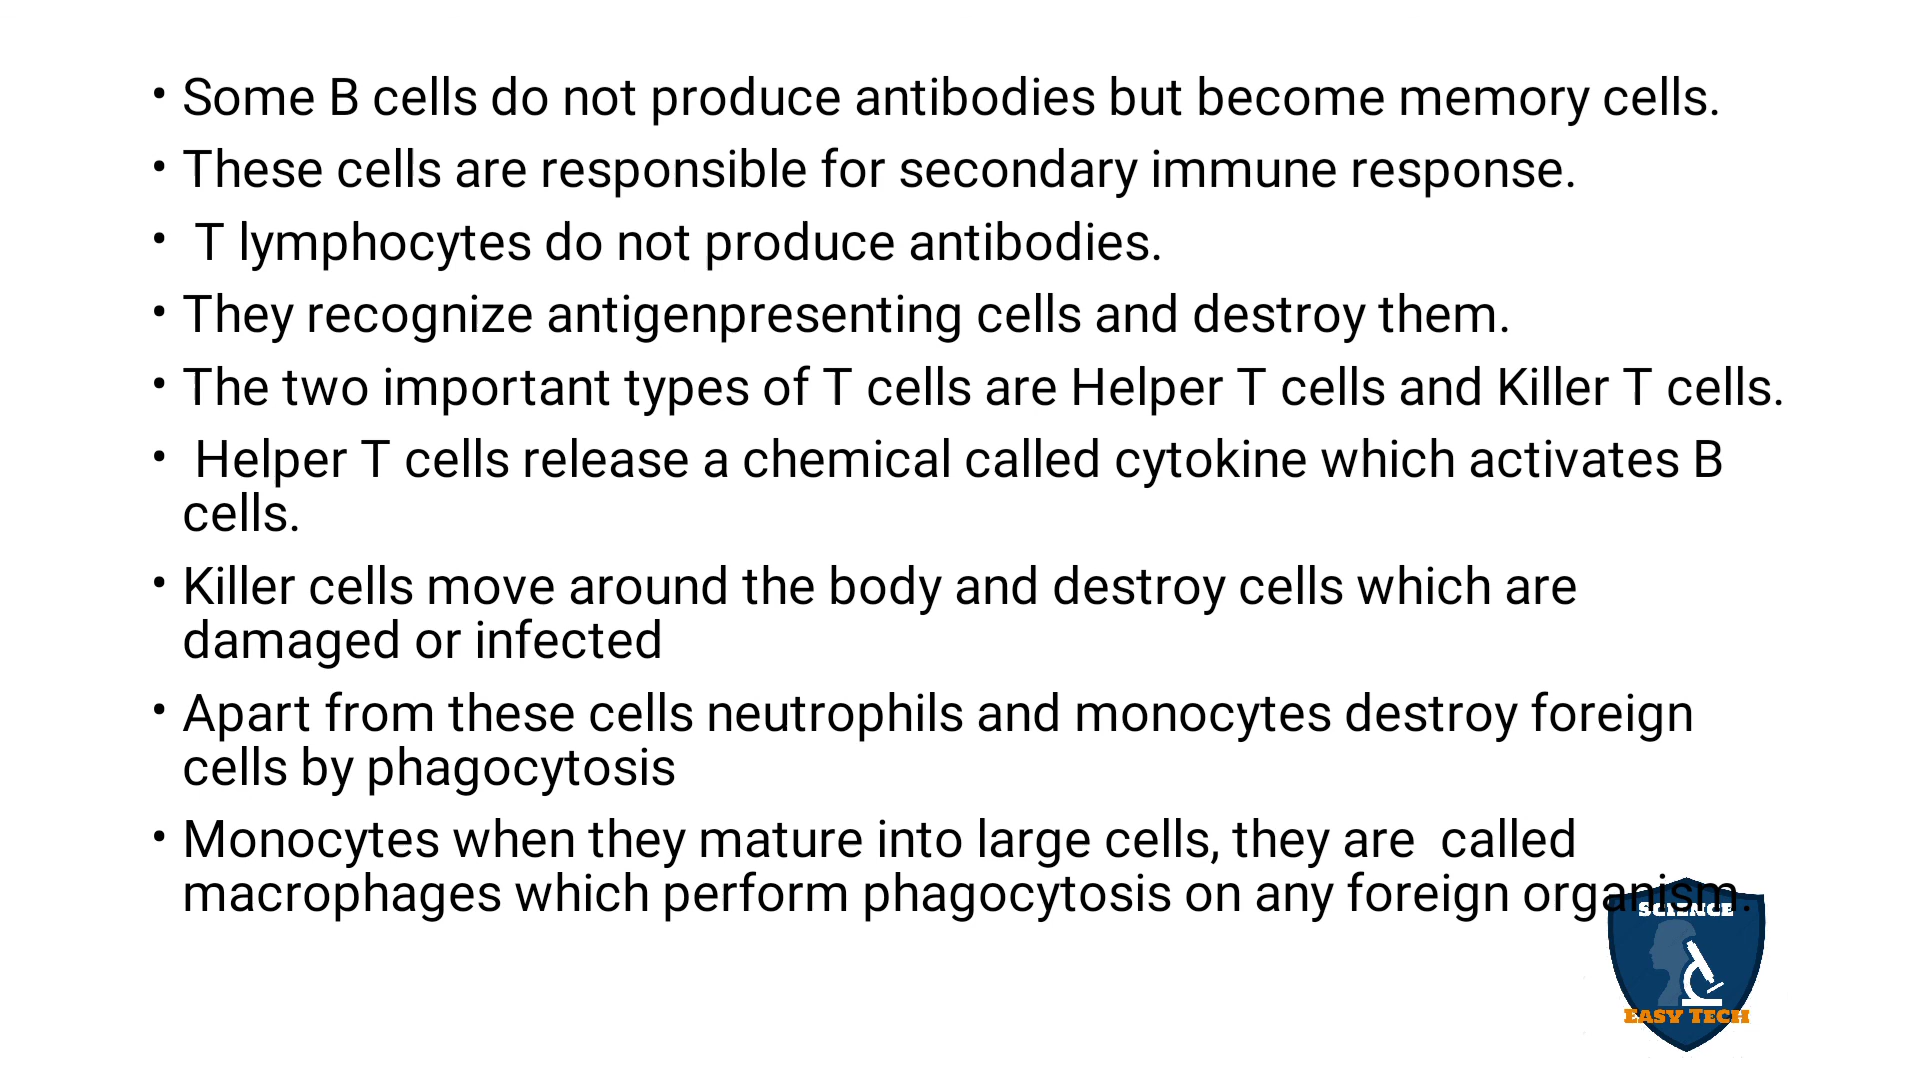 • Some B cells do not produce antibodies but become memory cells.
• These cells are responsible for secondary immune response.
• T lymphocytes do not produce antibodies.
• They recognize antigenpresenting cells and destroy them.
• The two important types of T cells are Helper T cells and Killer T cells.
• Helper T cells release a chemical called cytokine which activates B
cells.
• Killer cells move around the body and destroy cells which are
damaged or infected
• Apart from these cells neutrophils and monocytes destroy foreign
cells by phagocytosis
• Monocytes when they mature into large cells, they are called
macrophages which perform phagocytosis on any foreign organism.
SCIENCE
EASY TECH